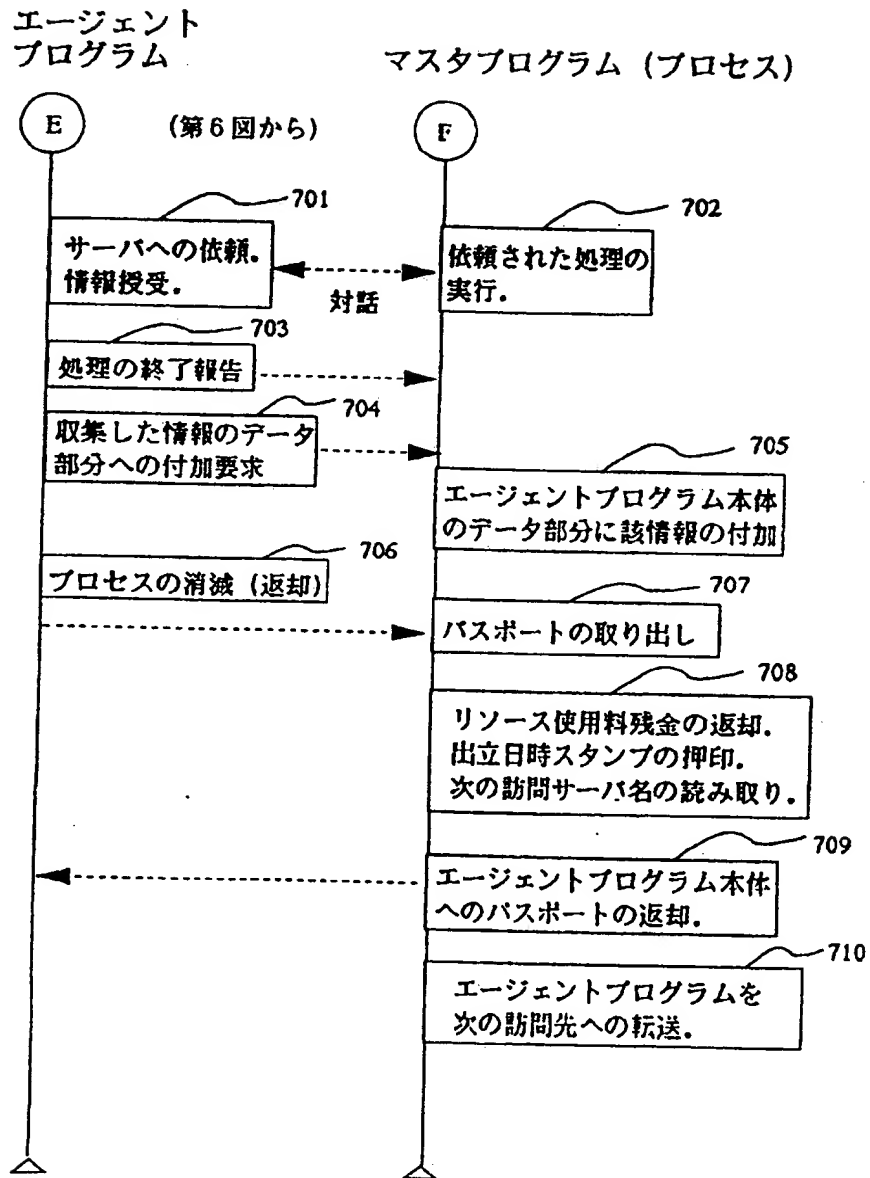 エージェント
プログラム
マスタプログラム (プロセス)
E
(第6図から)
F
701
702
サーバへの依頼.
情報授受.
対話
依頼された処理の
実行.
703
処理の終了報告
704
収集した情報のデータ
部分への付加要求
705
エージェントプログラム本体
のデータ部分に該情報の付加
706
プロセスの消滅 (返却)
707
パスポートの取り出し
708
リソース使用料残金の返却.
出立日時スタンプの押印.
次の訪問サーバ名の読み取り.
709
エージェントプログラム本体
へのパスポートの返却.
710
エージェントプログラムを
次の訪問先への転送.